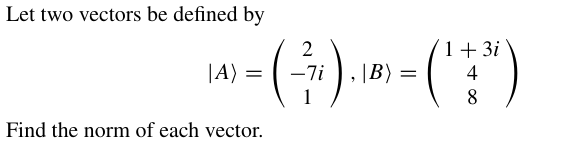 Let two vectors be defined by
|A⟩ = ( 2 −7i 1 ) , |B⟩ = ( 1 + 3i 4 8 )
Find the norm of each vector.